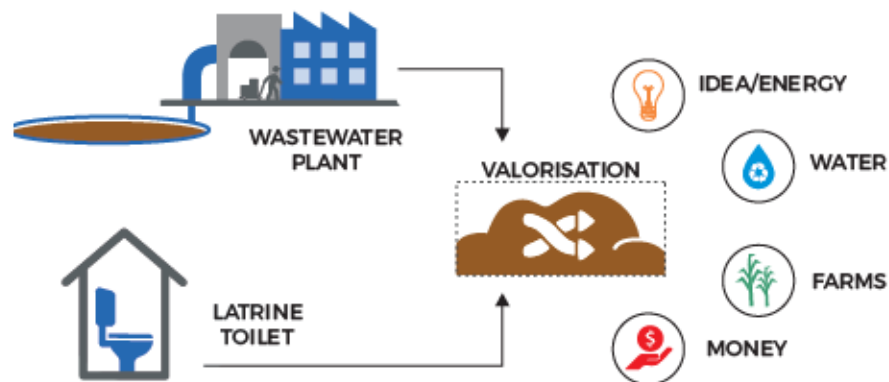 WASTEWATER
PLANT
VALORISATION
IDEA/ENERGY
WATER
FARMS
MONEY
$
LATRINE
TOILET